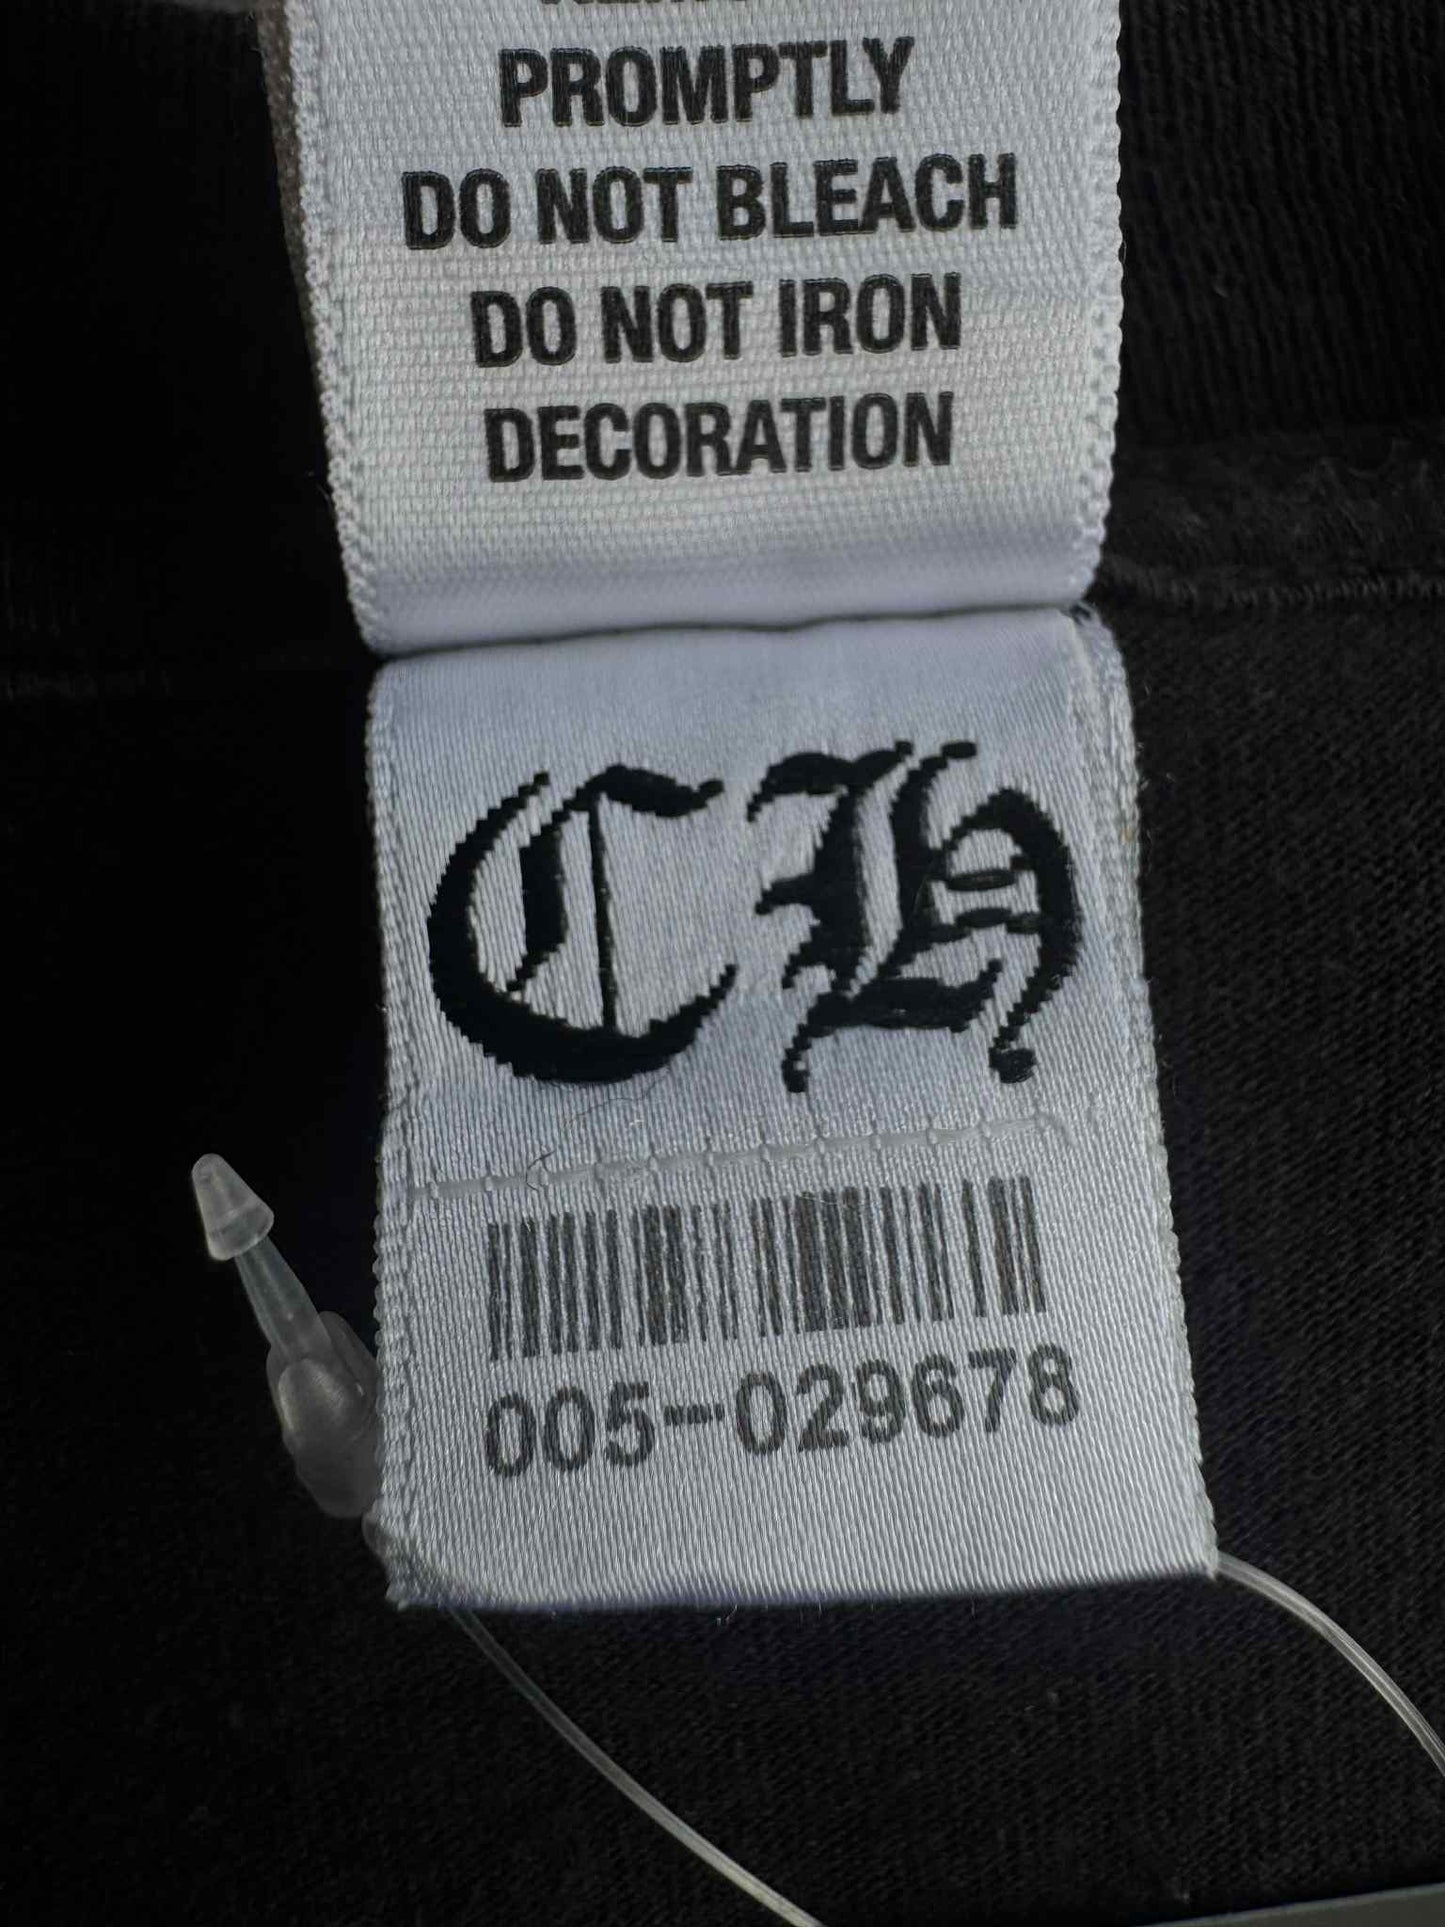 PROMPTLY
DO NOT BLEACH
DO NOT IRON
DECORATION
CH
005-029678